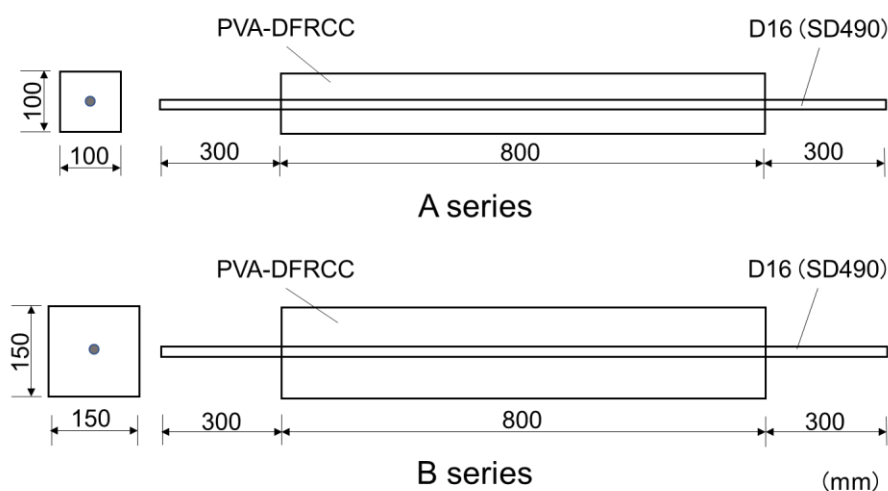 PVA-DFRCC
D16 (SD490)
100
100
300
800
300
A series
PVA-DFRCC
D16 (SD490)
150
150
300
800
300
B series
(mm)